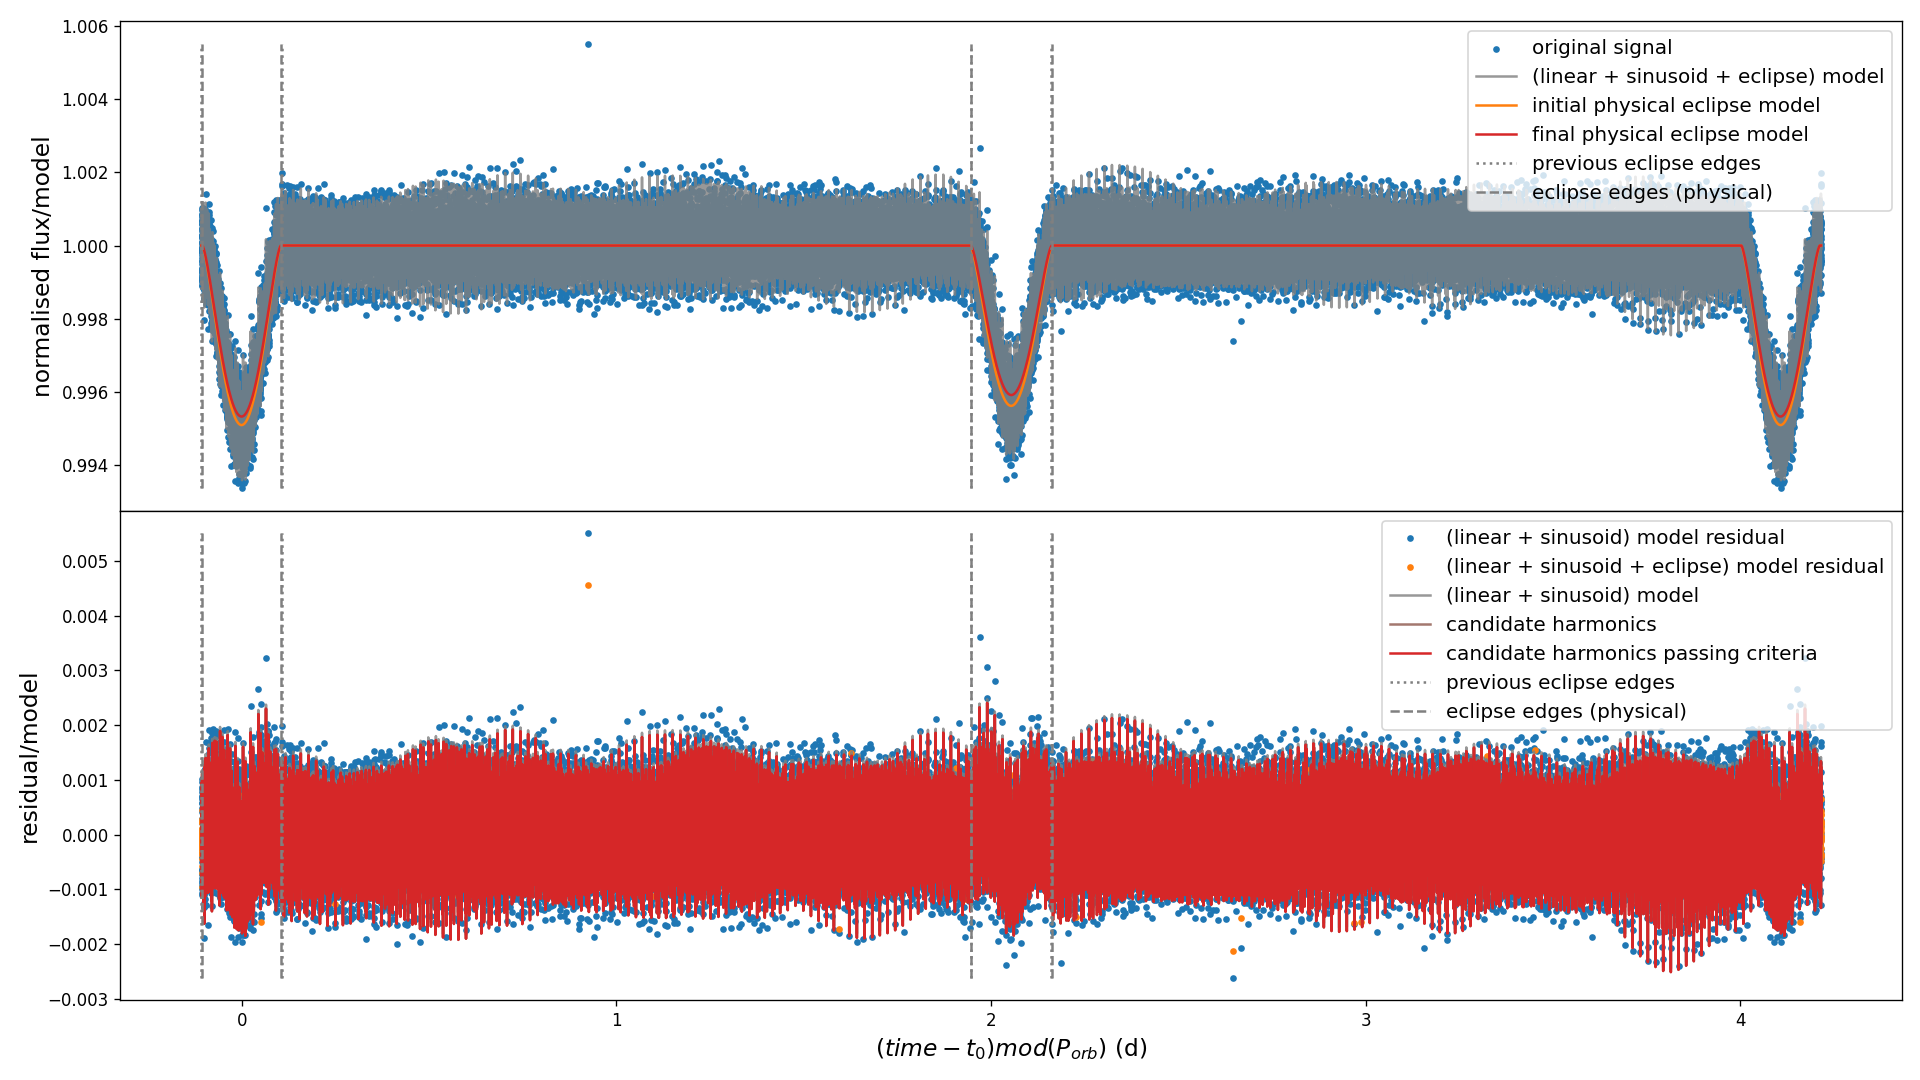 1.006
1.004
1.002
1.000
0.998
0.996
0.994
normalised flux/model
original signal
(linear + sinusoid + eclipse) model
initial physical eclipse model
final physical eclipse model
previous eclipse edges
eclipse edges (physical)
0.005
0.004
0.003
0.002
0.001
0.000
−0.001
−0.002
−0.003
residual/model
(linear + sinusoid) model residual
(linear + sinusoid + eclipse) model residual
(linear + sinusoid) model
candidate harmonics
candidate harmonics passing criteria
previous eclipse edges
eclipse edges (physical)
0 1 2 3 4
(time − t₀)mod(Pₒᵣb) (d)